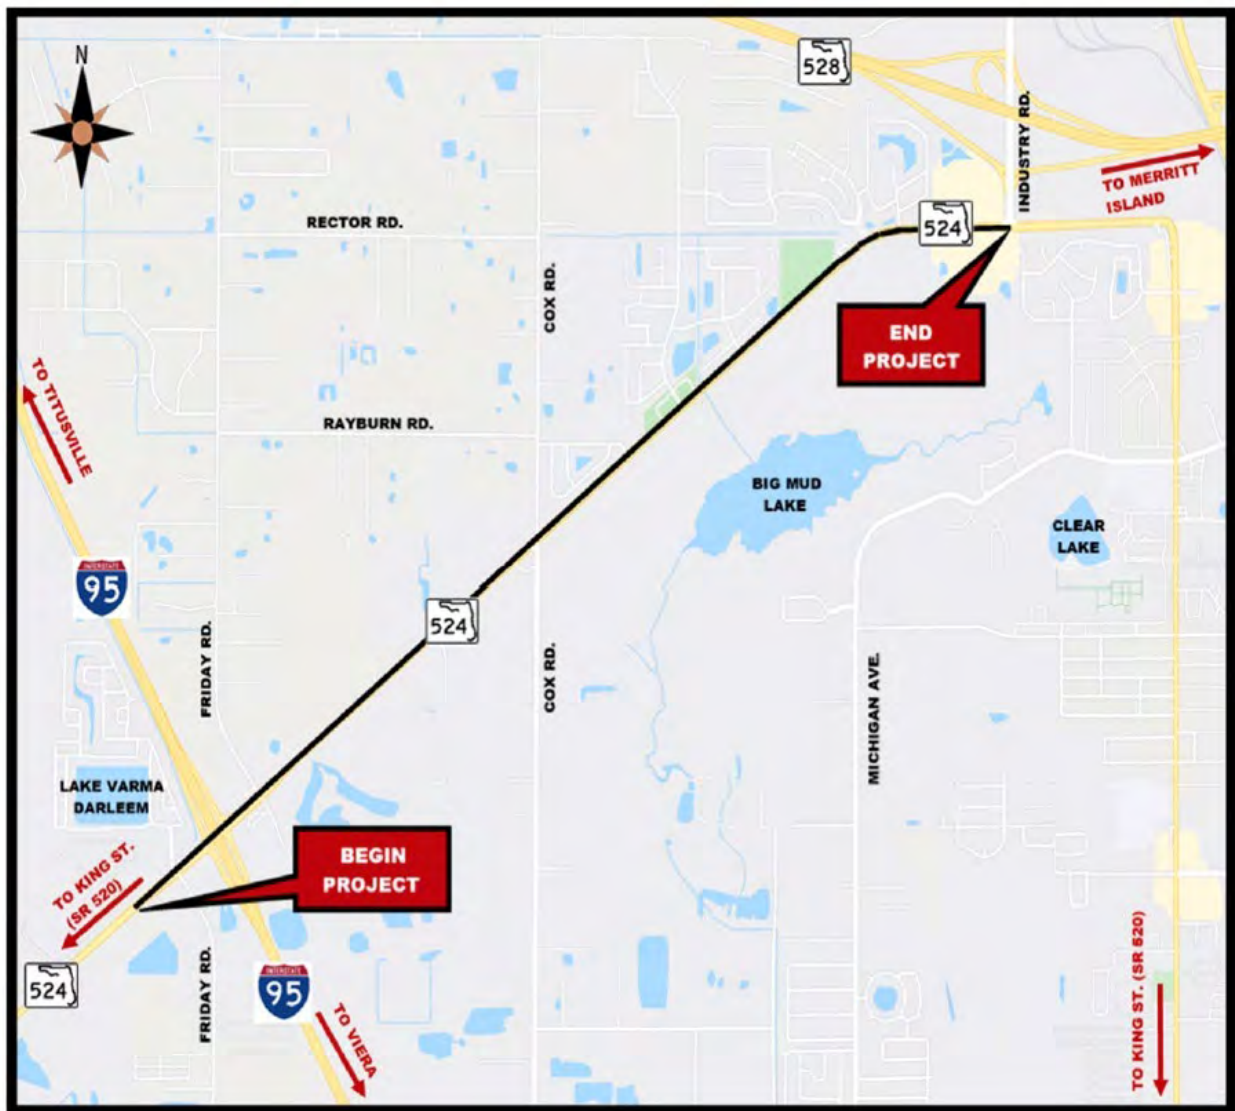 N
528
INDUSTRY RD.
TO MERRITT
ISLAND
RECTOR RD.
524
COX RD.
END
PROJECT
TO TITUSVILLE
RAYBURN RD.
BIG MUD
LAKE
CLEAR
LAKE
INTERSTATE
95
524
FRIDAY RD.
COX RD.
MICHIGAN AVE.
LAKE VARMA
DARLEEM
BEGIN
PROJECT
TO KING ST.
(SR 520)
524
FRIDAY RD.
INTERSTATE
95
TO VIERA
TO KING ST. (SR 520)